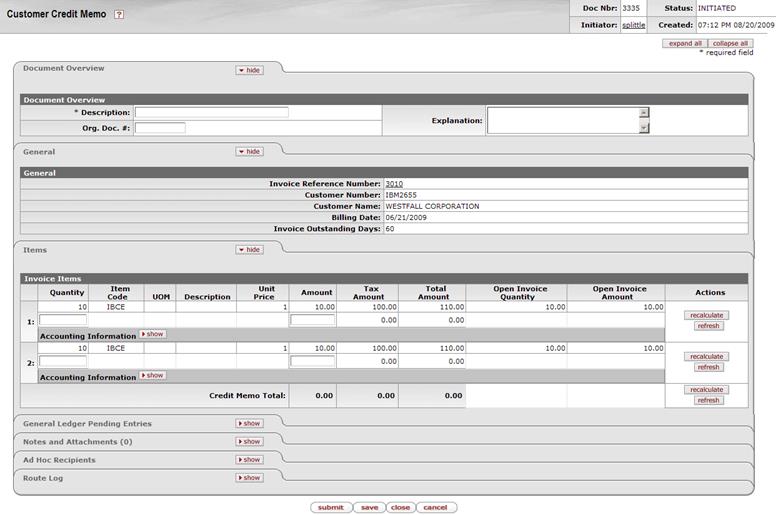 Customer Credit Memo ?
Doc Nbr: 3335 Status: INITIATED
Initiator: splittle Created: 07:12 PM 08/20/2009
expand all collapse all
* required field
Document Overview hide
Document Overview
* Description: Explanation:
Org. Doc. #:
General hide
General
Invoice Reference Number: 3010
Customer Number: IBM2655
Customer Name: WESTFALL CORPORATION
Billing Date: 06/21/2009
Invoice Outstanding Days: 60
Items hide
Invoice Items
Quantity Item Code UOM Description Unit Price Amount Tax Amount Total Amount Open Invoice Quantity Open Invoice Amount Actions
1: 10 IBCE 1 10.00 100.00 110.00 10.00 10.00 recalculate
0.00 0.00 refresh
Accounting Information show
2: 10 IBCE 1 10.00 100.00 110.00 10.00 10.00 recalculate
0.00 0.00 refresh
Accounting Information show
Credit Memo Total: 0.00 0.00 0.00 recalculate
refresh
General Ledger Pending Entries show
Notes and Attachments (0) show
Ad Hoc Recipients show
Route Log show
submit save close cancel